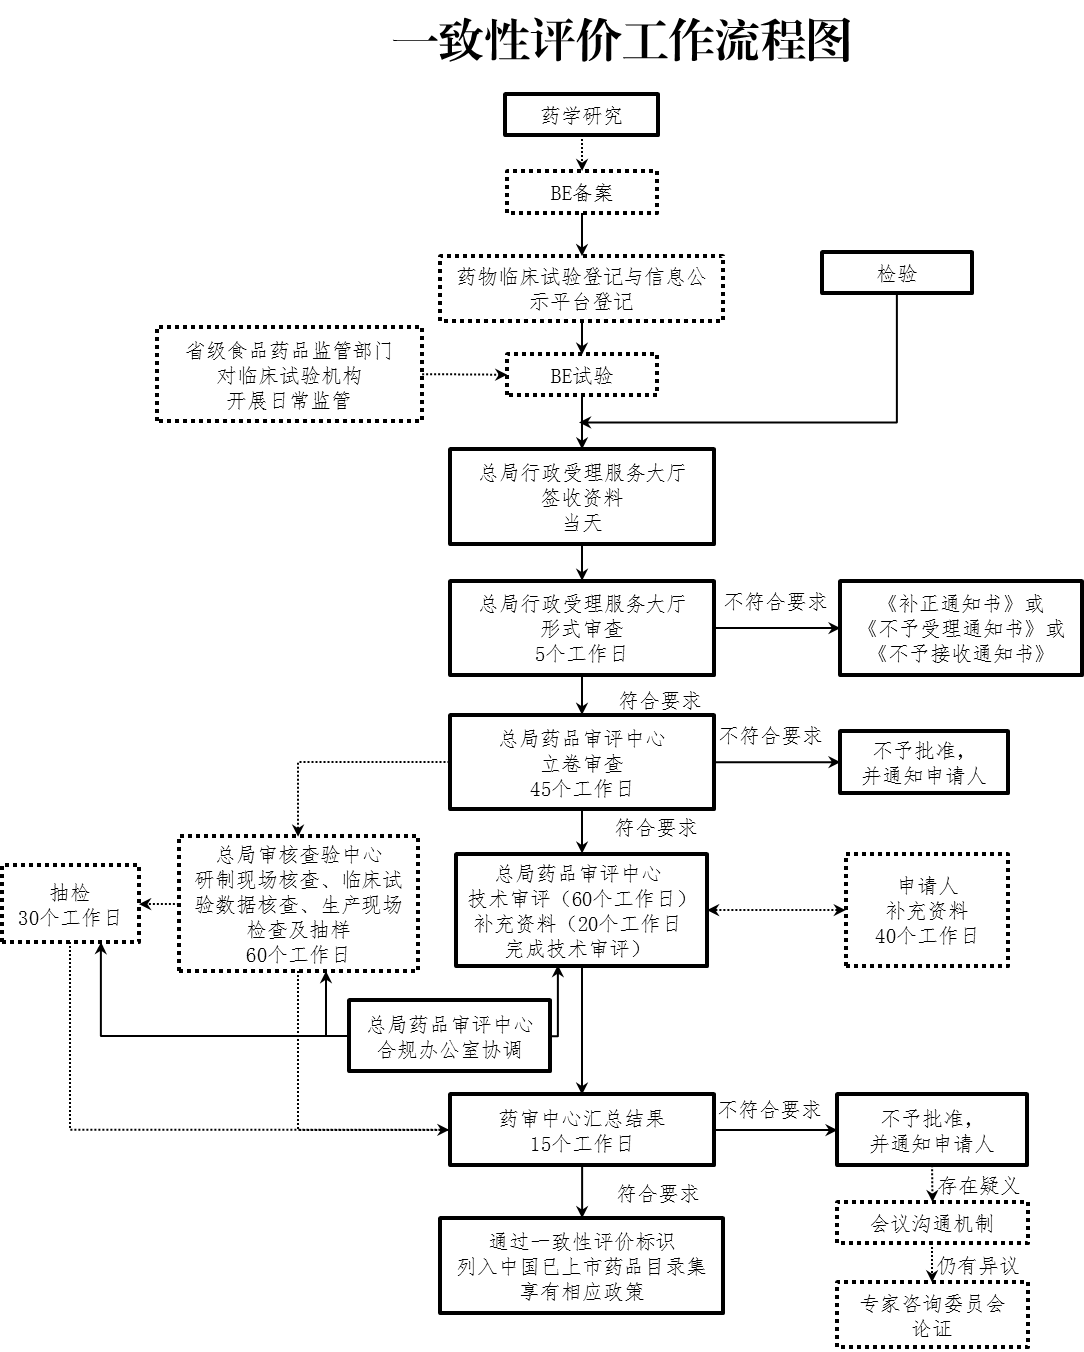 一致性评价工作流程图
药学研究
BE备案
药物临床试验登记与信息公
示平台登记
检验
省级食品药品监管部门
对临床试验机构
开展日常监管
BE试验
总局行政受理服务大厅
签收资料
当天
总局行政受理服务大厅
形式审查
5个工作日
不符合要求
《补正通知书》或
《不予受理通知书》或
《不予接收通知书》
符合要求
总局药品审评中心
立卷审查
45个工作日
不符合要求
不予批准，
并通知申请人
符合要求
总局审核查验中心
研制现场核查、临床试
验数据核查、生产现场
检查及抽样
60个工作日
抽检
30个工作日
总局药品审评中心
技术审评（60个工作日）
补充资料（20个工作日
完成技术审评）
申请人
补充资料
40个工作日
总局药品审评中心
合规办公室协调
药审中心汇总结果
15个工作日
不符合要求
不予批准，
并通知申请人
符合要求
存在疑义
会议沟通机制
仍有异议
专家咨询委员会
论证
通过一致性评价标识
列入中国已上市药品目录集
享有相应政策